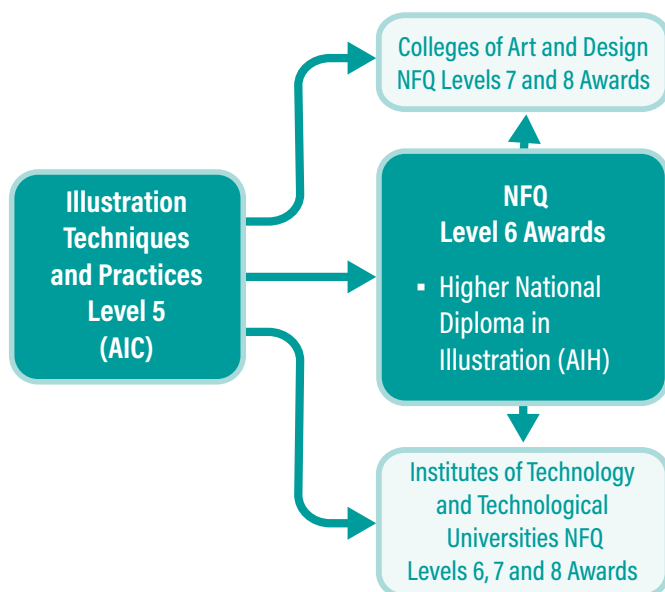 Colleges of Art and Design
NFQ Levels 7 and 8 Awards
Illustration
Techniques
and Practices
Level 5
(AIC)
NFQ
Level 6 Awards
▪ Higher National
Diploma in
Illustration (AIH)
Institutes of Technology
and Technological
Universities NFQ
Levels 6, 7 and 8 Awards